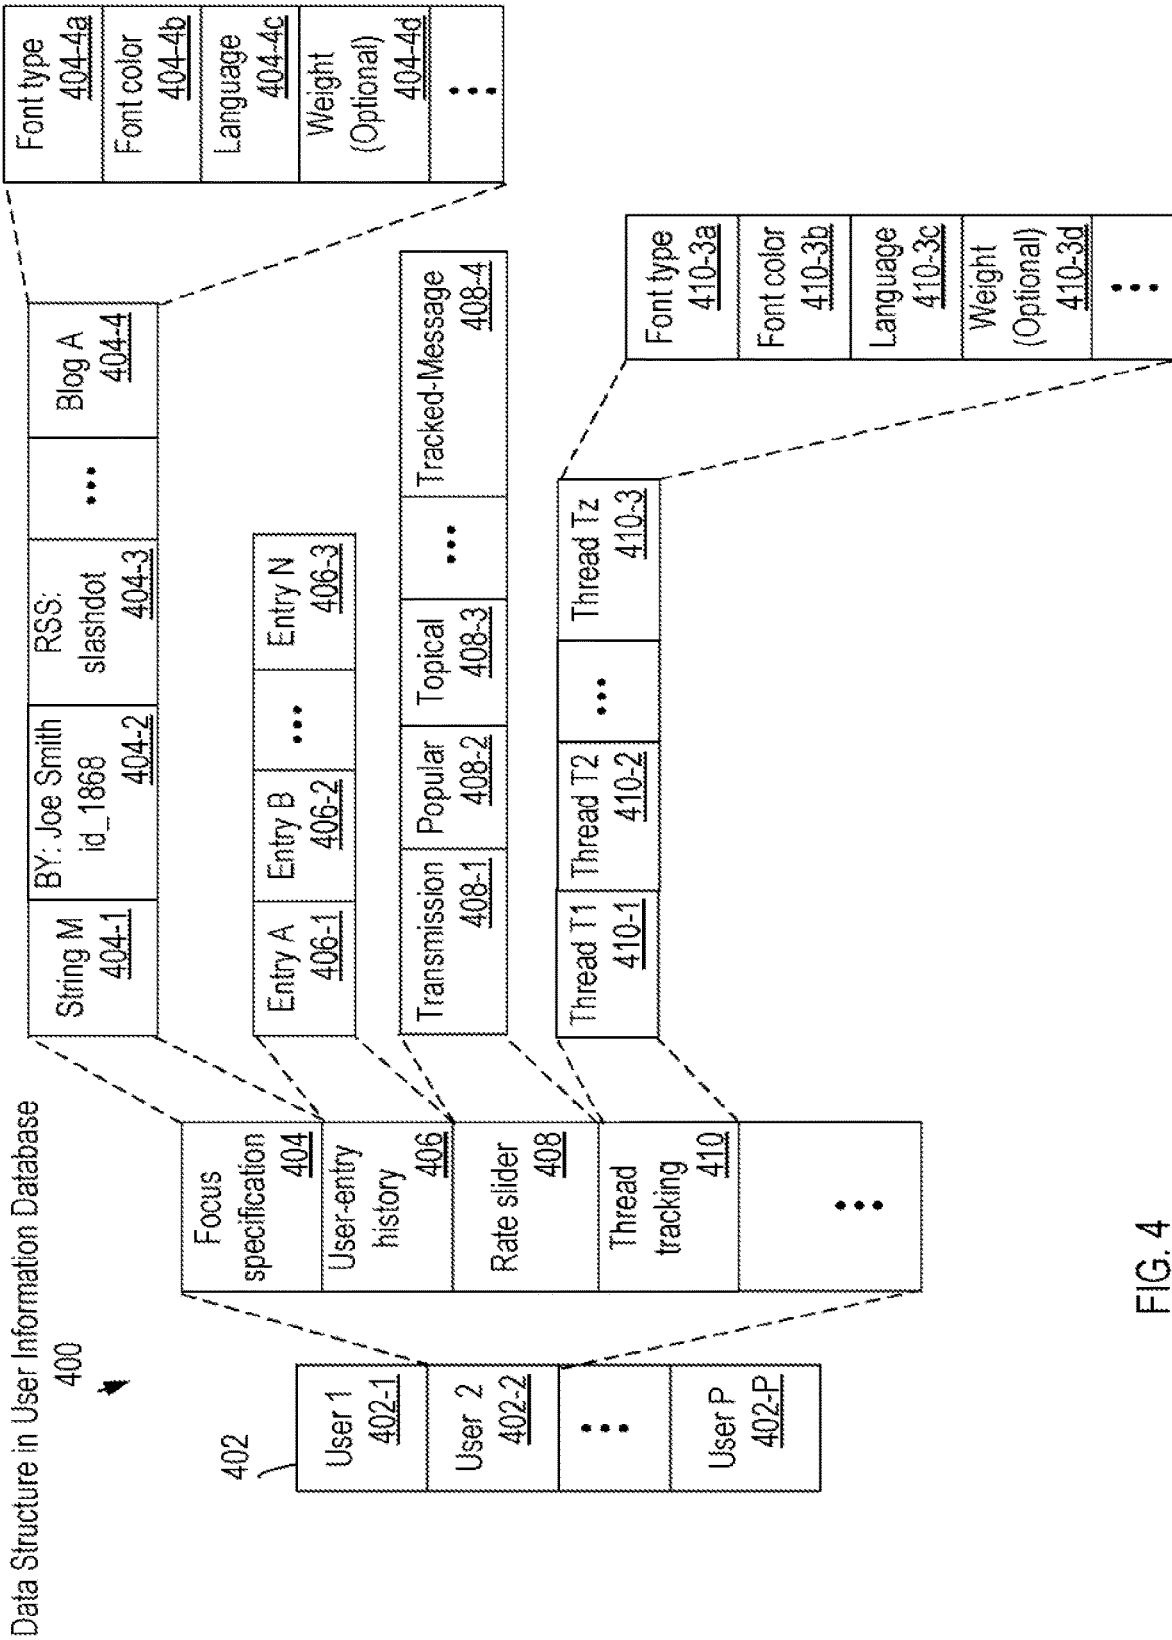 Data Structure in User Information Database
400
402
User 1
402-1
User 2
402-2
•••
User P
402-P
Focus
specification
404
User-entry
history
406
Rate slider
408
Thread
tracking
410
•••
String M
404-1
BY: Joe Smith
id_1868
404-2
RSS:
slashdot
404-3
•••
Blog A
404-4
Font type
404-4a
Font color
404-4b
Language
404-4c
Weight
(Optional)
404-4d
•••
Entry A
406-1
Entry B
406-2
•••
Entry N
406-3
Transmission
408-1
Popular
408-2
Topical
408-3
•••
Tracked-Message
408-4
Thread T1
410-1
Thread T2
410-2
•••
Thread Tz
410-3
Font type
410-3a
Font color
410-3b
Language
410-3c
Weight
(Optional)
410-3d
•••
FIG. 4